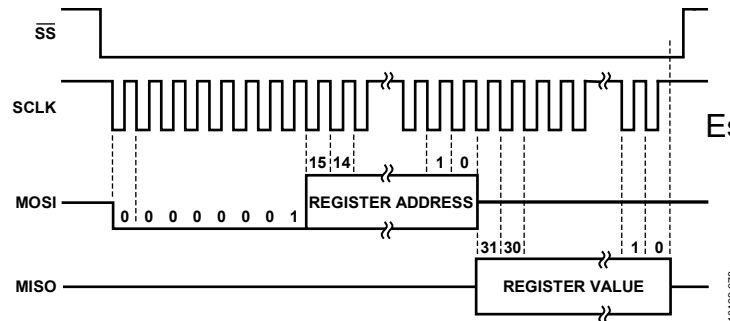 SS
SCLK
Es
15 14 1 0
MOSI 0 0 0 0 0 0 0 1 REGISTER ADDRESS
31 30 1 0
MISO REGISTER VALUE